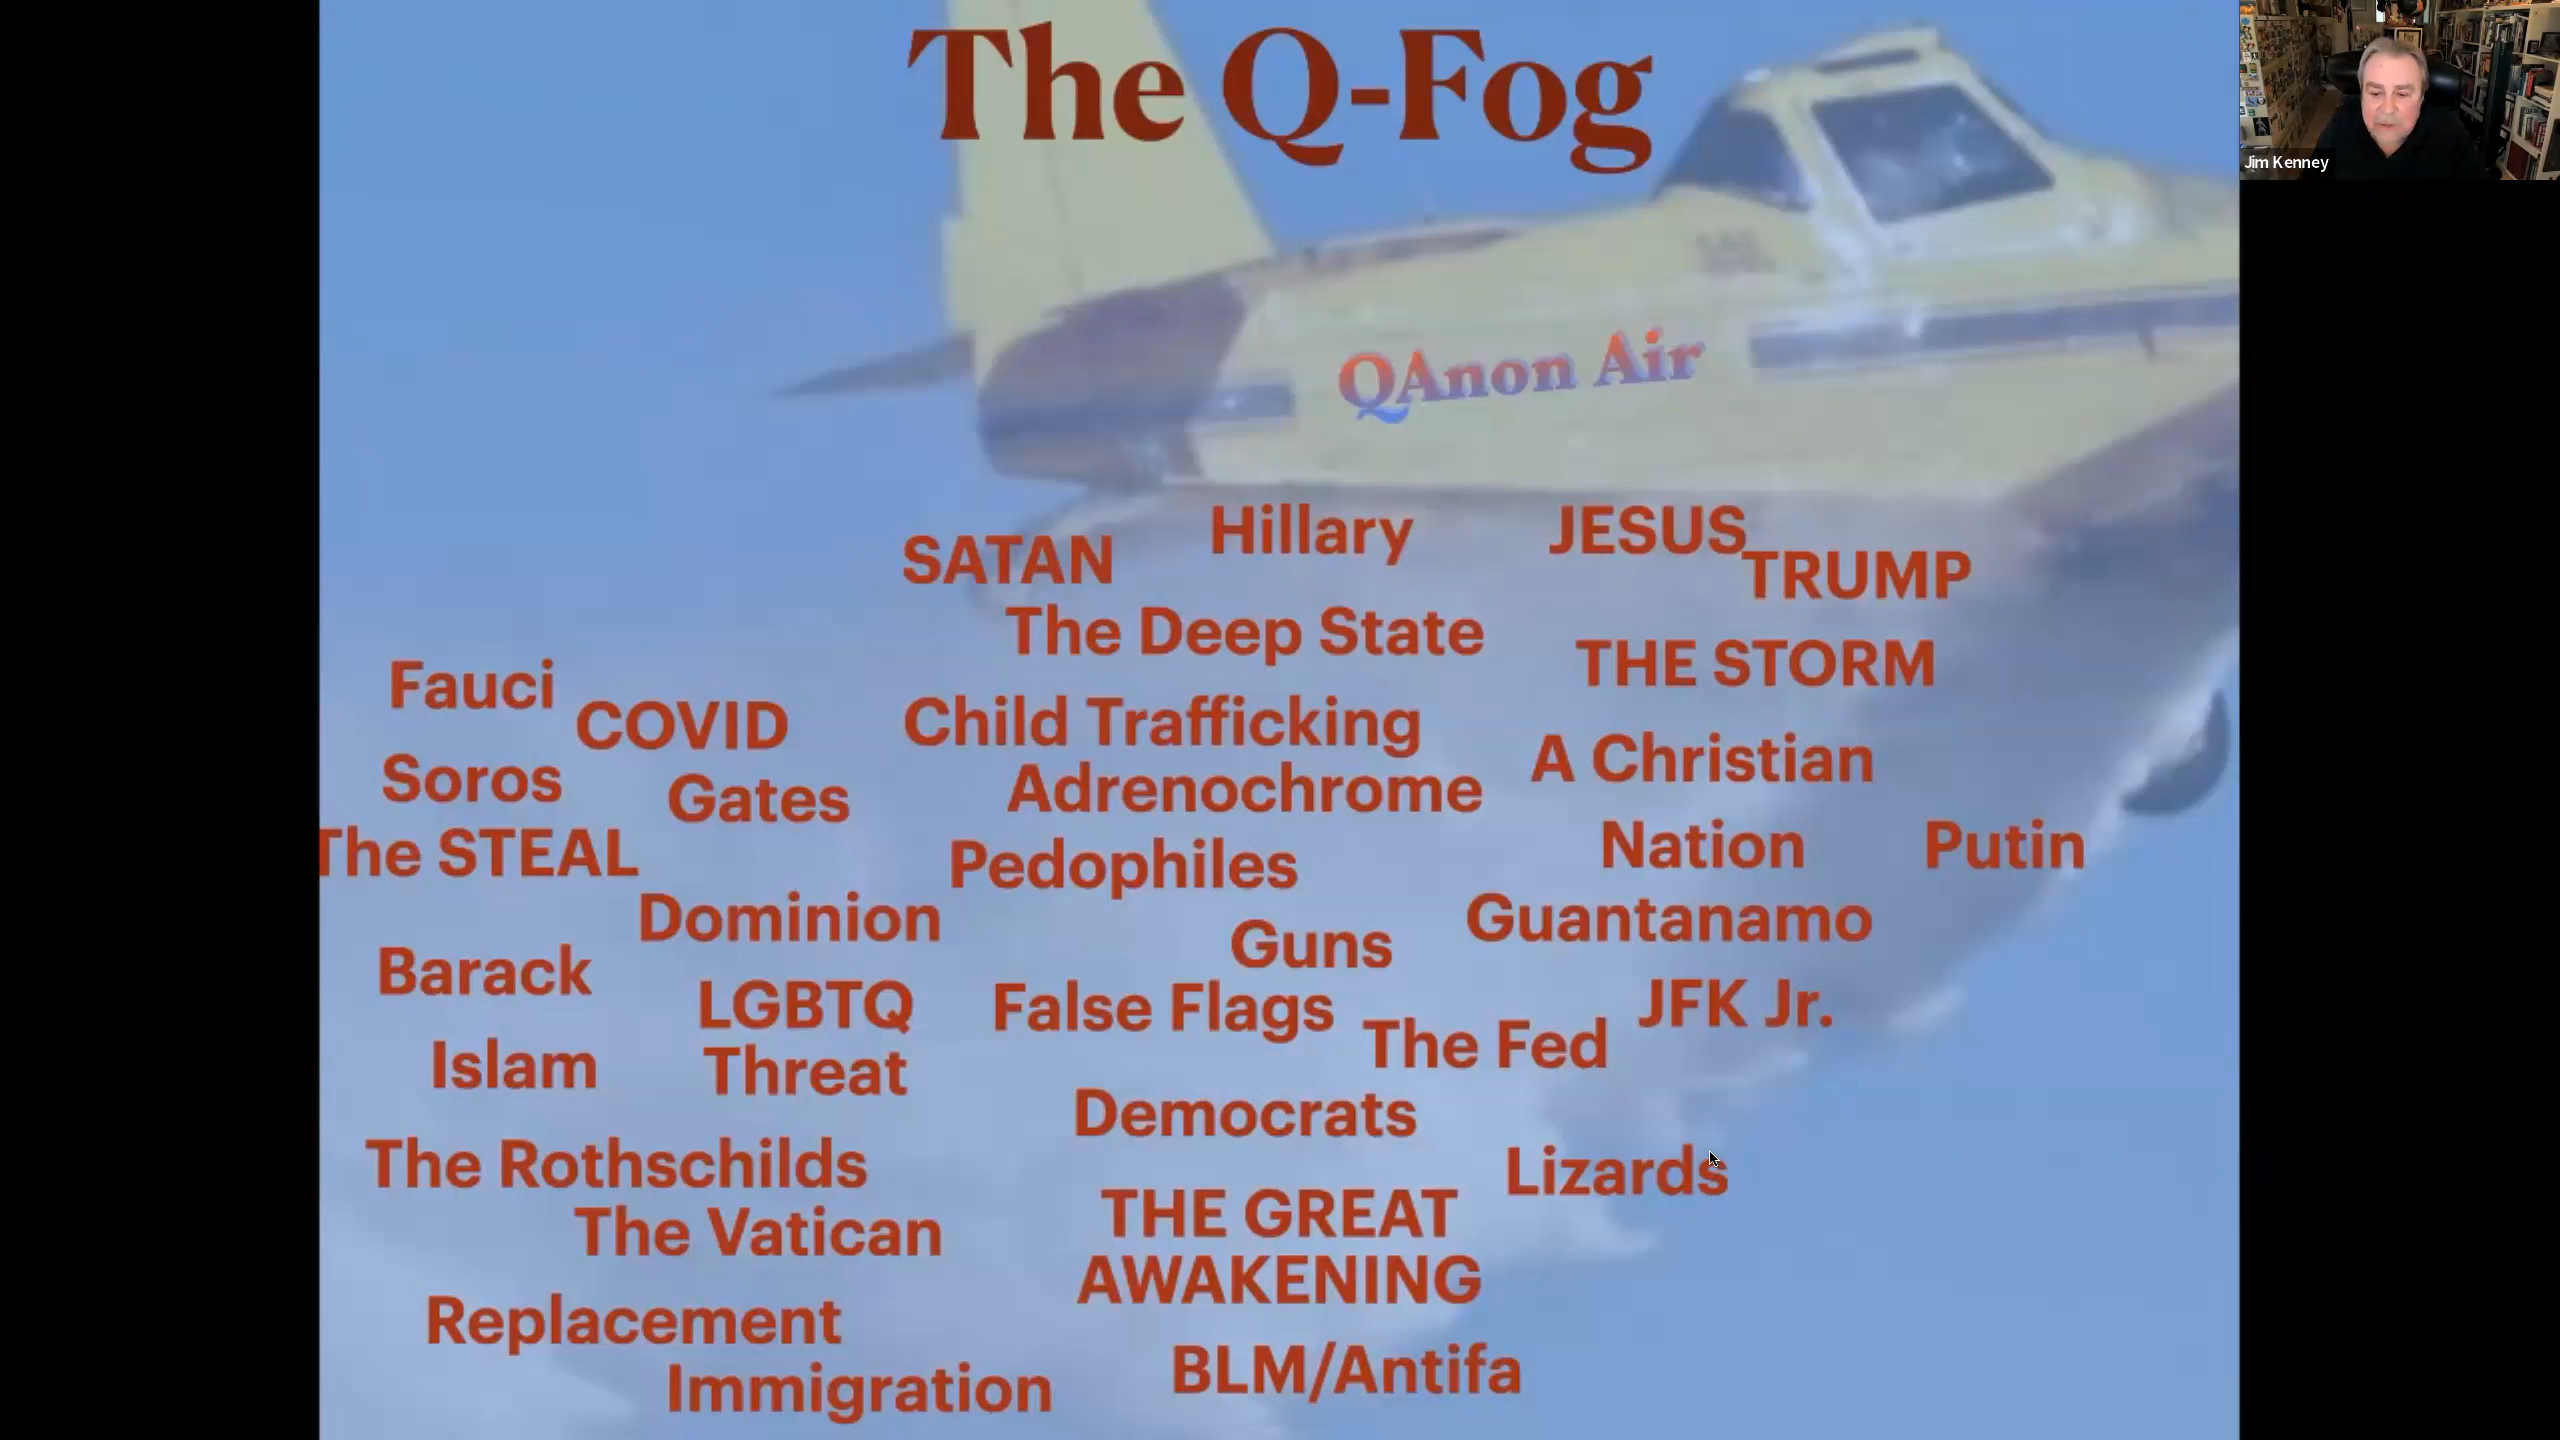 The Q-Fog
Jim Kenney
QAnon Air
SATAN
Hillary
JESUS
TRUMP
The Deep State
THE STORM
Fauci
COVID
Child Trafficking
A Christian
Nation
Soros
Gates
Adrenochrome
Putin
The STEAL
Pedophiles
Dominion
Guns
Guantanamo
Barack
LGBTQ
Threat
False Flags
The Fed
JFK Jr.
Islam
Democrats
The Rothschilds
Lizards
The Vatican
THE GREAT
AWAKENING
Replacement
Immigration
BLM/Antifa